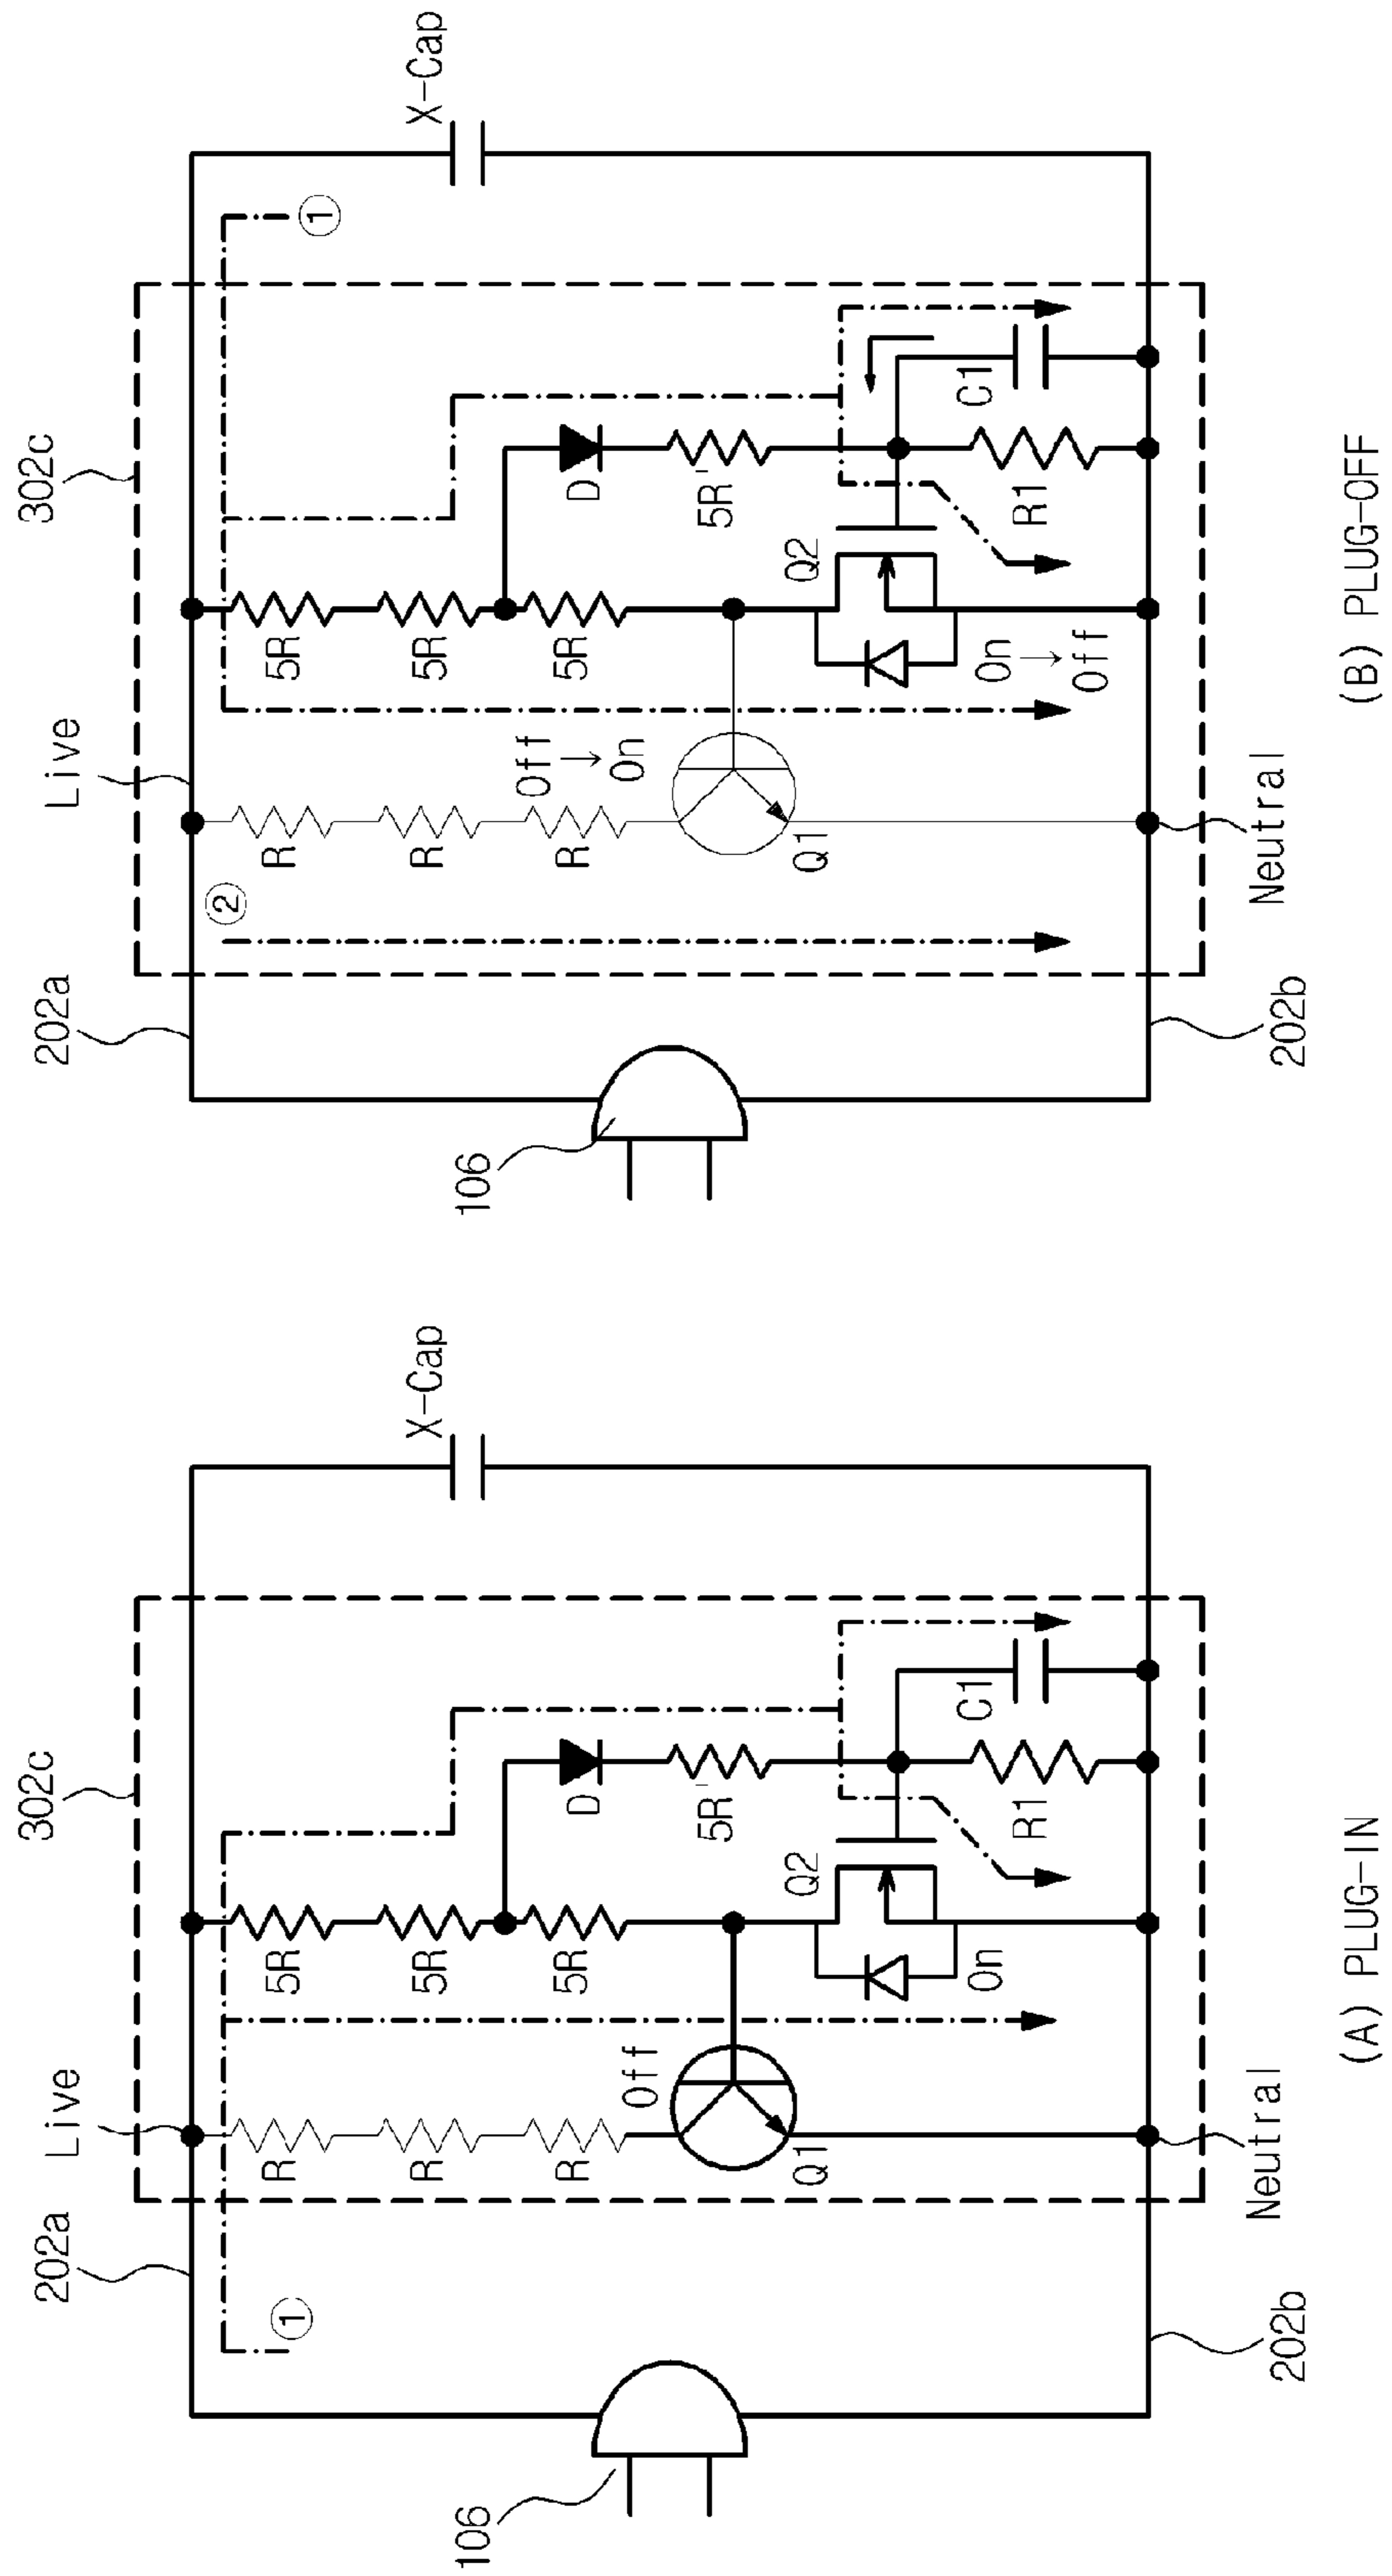 302c
202a
Live
①
R
5R
X-Cap
R
5R
106
R
5R
D
Off
5R'
Q1
Q2
C1
On
R1
Neutral
202b
(A) PLUG-IN
302c
202a
Live
②
①
R
5R
X-Cap
R
5R
106
Off
→
On
R
5R
D
5R'
Q1
Q2
C1
On
→
Off
R1
Neutral
202b
(B) PLUG-OFF